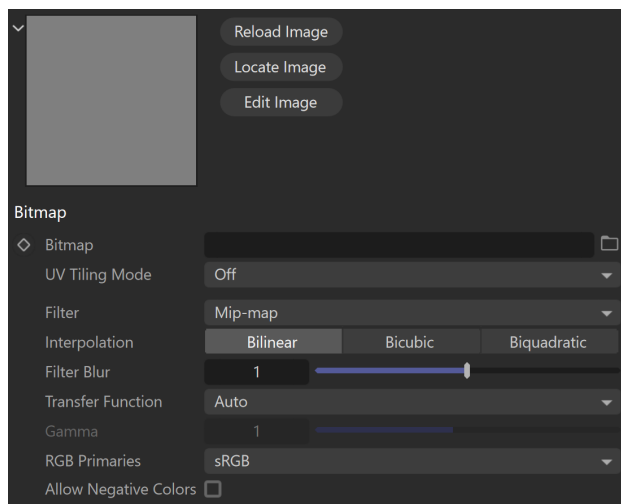 Reload Image
Locate Image
Edit Image
Bitmap
Bitmap
UV Tiling Mode Off
Filter Mip-map
Interpolation Bilinear Bicubic Biquadratic
Filter Blur 1
Transfer Function Auto
Gamma 1
RGB Primaries sRGB
Allow Negative Colors